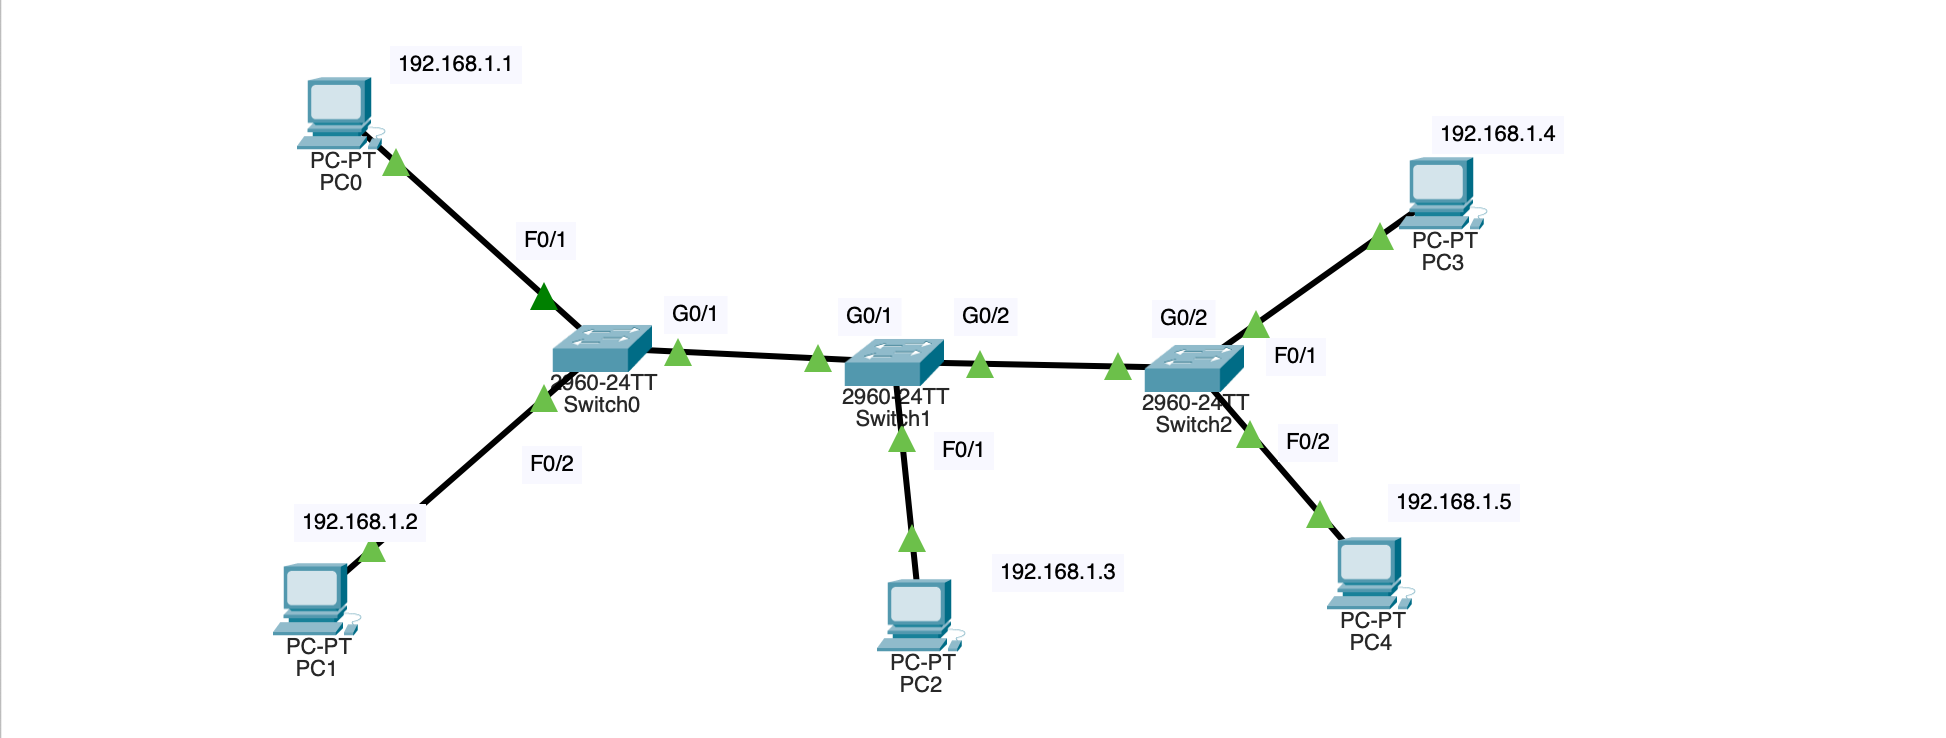 192.168.1.1
PC-PT
PC0
F0/1
192.168.1.4
PC-PT
PC3
G0/1
G0/1
G0/2
G0/2
F0/1
2960-24TT
Switch0
2960-24TT
Switch1
2960-24TT
Switch2
F0/2
F0/1
F0/2
192.168.1.2
PC-PT
PC1
192.168.1.3
PC-PT
PC2
192.168.1.5
PC-PT
PC4